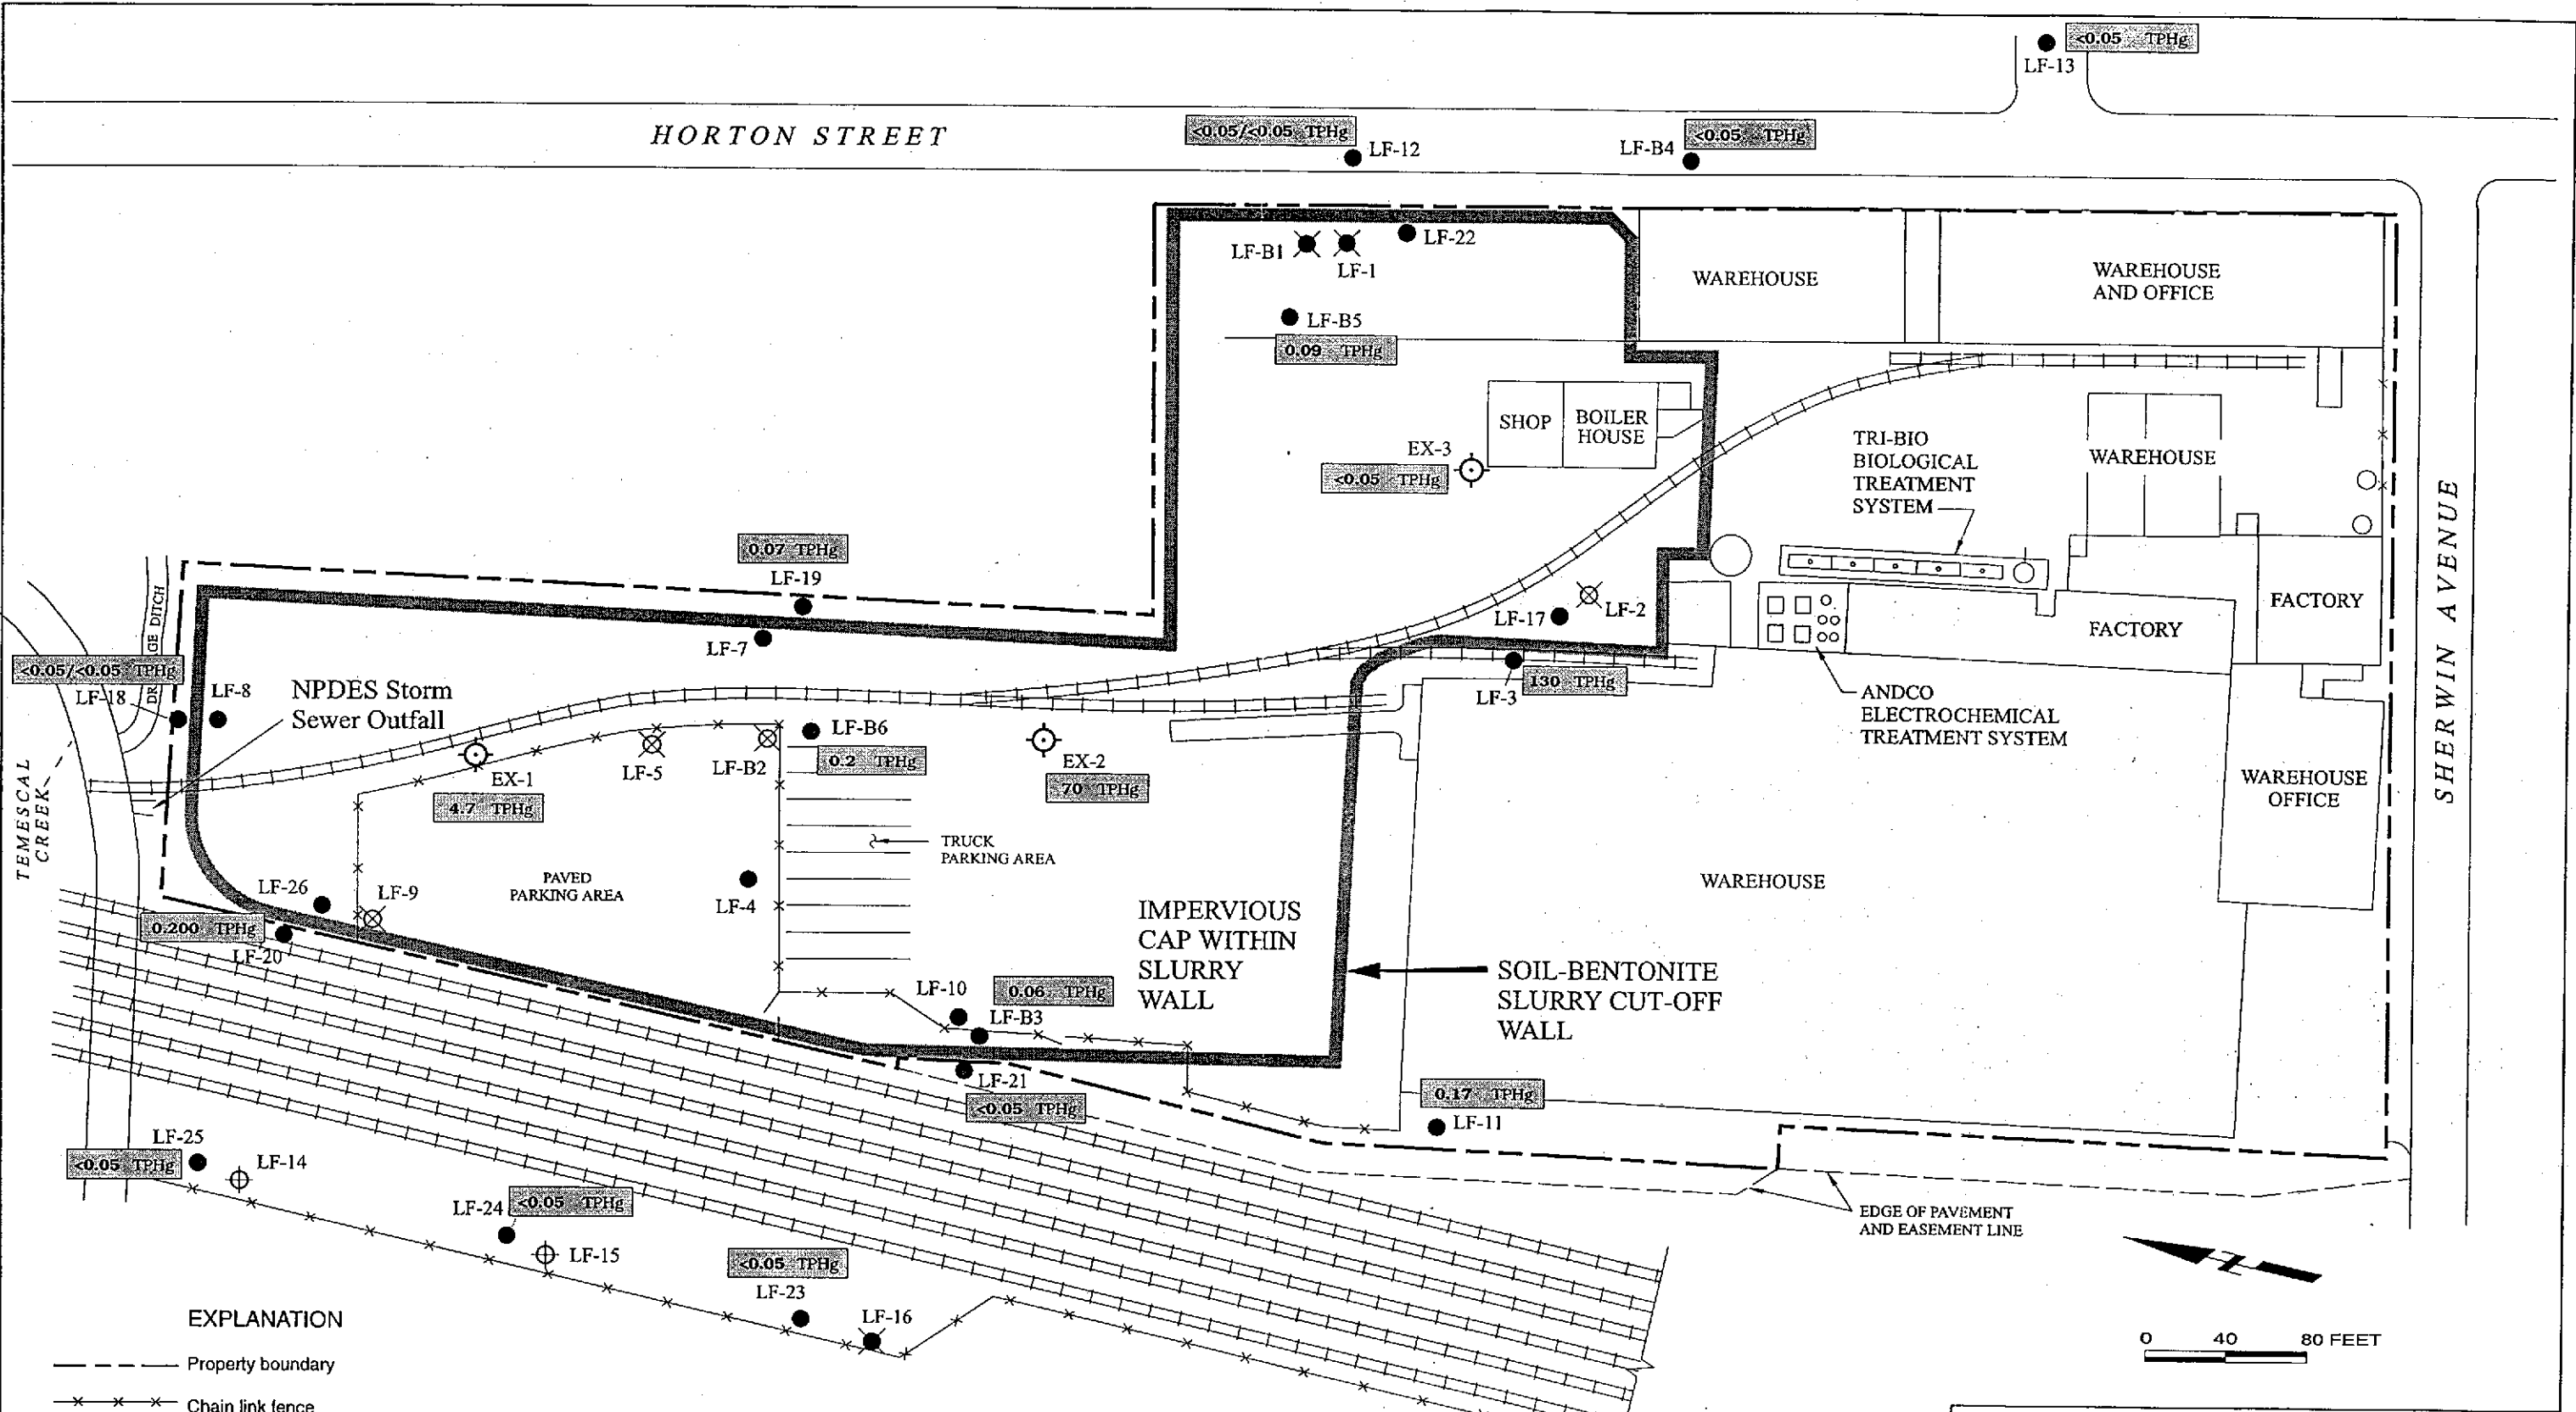 <0.05 TPHg
LF-13
HORTON STREET
<0.05/<0.05 TPHg
LF-12
LF-B4
<0.05 TPHg
LF-B1
LF-1
LF-22
WAREHOUSE
WAREHOUSE
AND OFFICE
LF-B5
0.09 TPHg
SHOP
BOILER
HOUSE
EX-3
<0.05 TPHg
TRI-BIO
BIOLOGICAL
TREATMENT
SYSTEM
WAREHOUSE
SHERWIN AVENUE
0.07 TPHg
LF-19
LF-7
LF-17
LF-2
FACTORY
FACTORY
LF-3
130 TPHg
ANDCO
ELECTROCHEMICAL
TREATMENT SYSTEM
<0.05/<0.05 TPHg
LF-18
LF-8
NPDES Storm
Sewer Outfall
TEMESCAL
CREEK
EX-1
4.7 TPHg
LF-5
LF-B2
LF-B6
0.2 TPHg
EX-2
70 TPHg
WAREHOUSE
OFFICE
TRUCK
PARKING AREA
PAVED
PARKING AREA
LF-4
LF-26
LF-9
0.200 TPHg
LF-20
WAREHOUSE
IMPERVIOUS
CAP WITHIN
SLURRY
WALL
SOIL-BENTONITE
SLURRY CUT-OFF
WALL
LF-10
0.06 TPHg
LF-B3
LF-21
<0.05 TPHg
0.17 TPHg
LF-11
LF-25
<0.05 TPHg
LF-14
LF-24
<0.05 TPHg
LF-15
<0.05 TPHg
LF-23
LF-16
EDGE OF PAVEMENT
AND EASEMENT LINE
Z
0 40 80 FEET
EXPLANATION
Property boundary
Chain link fence